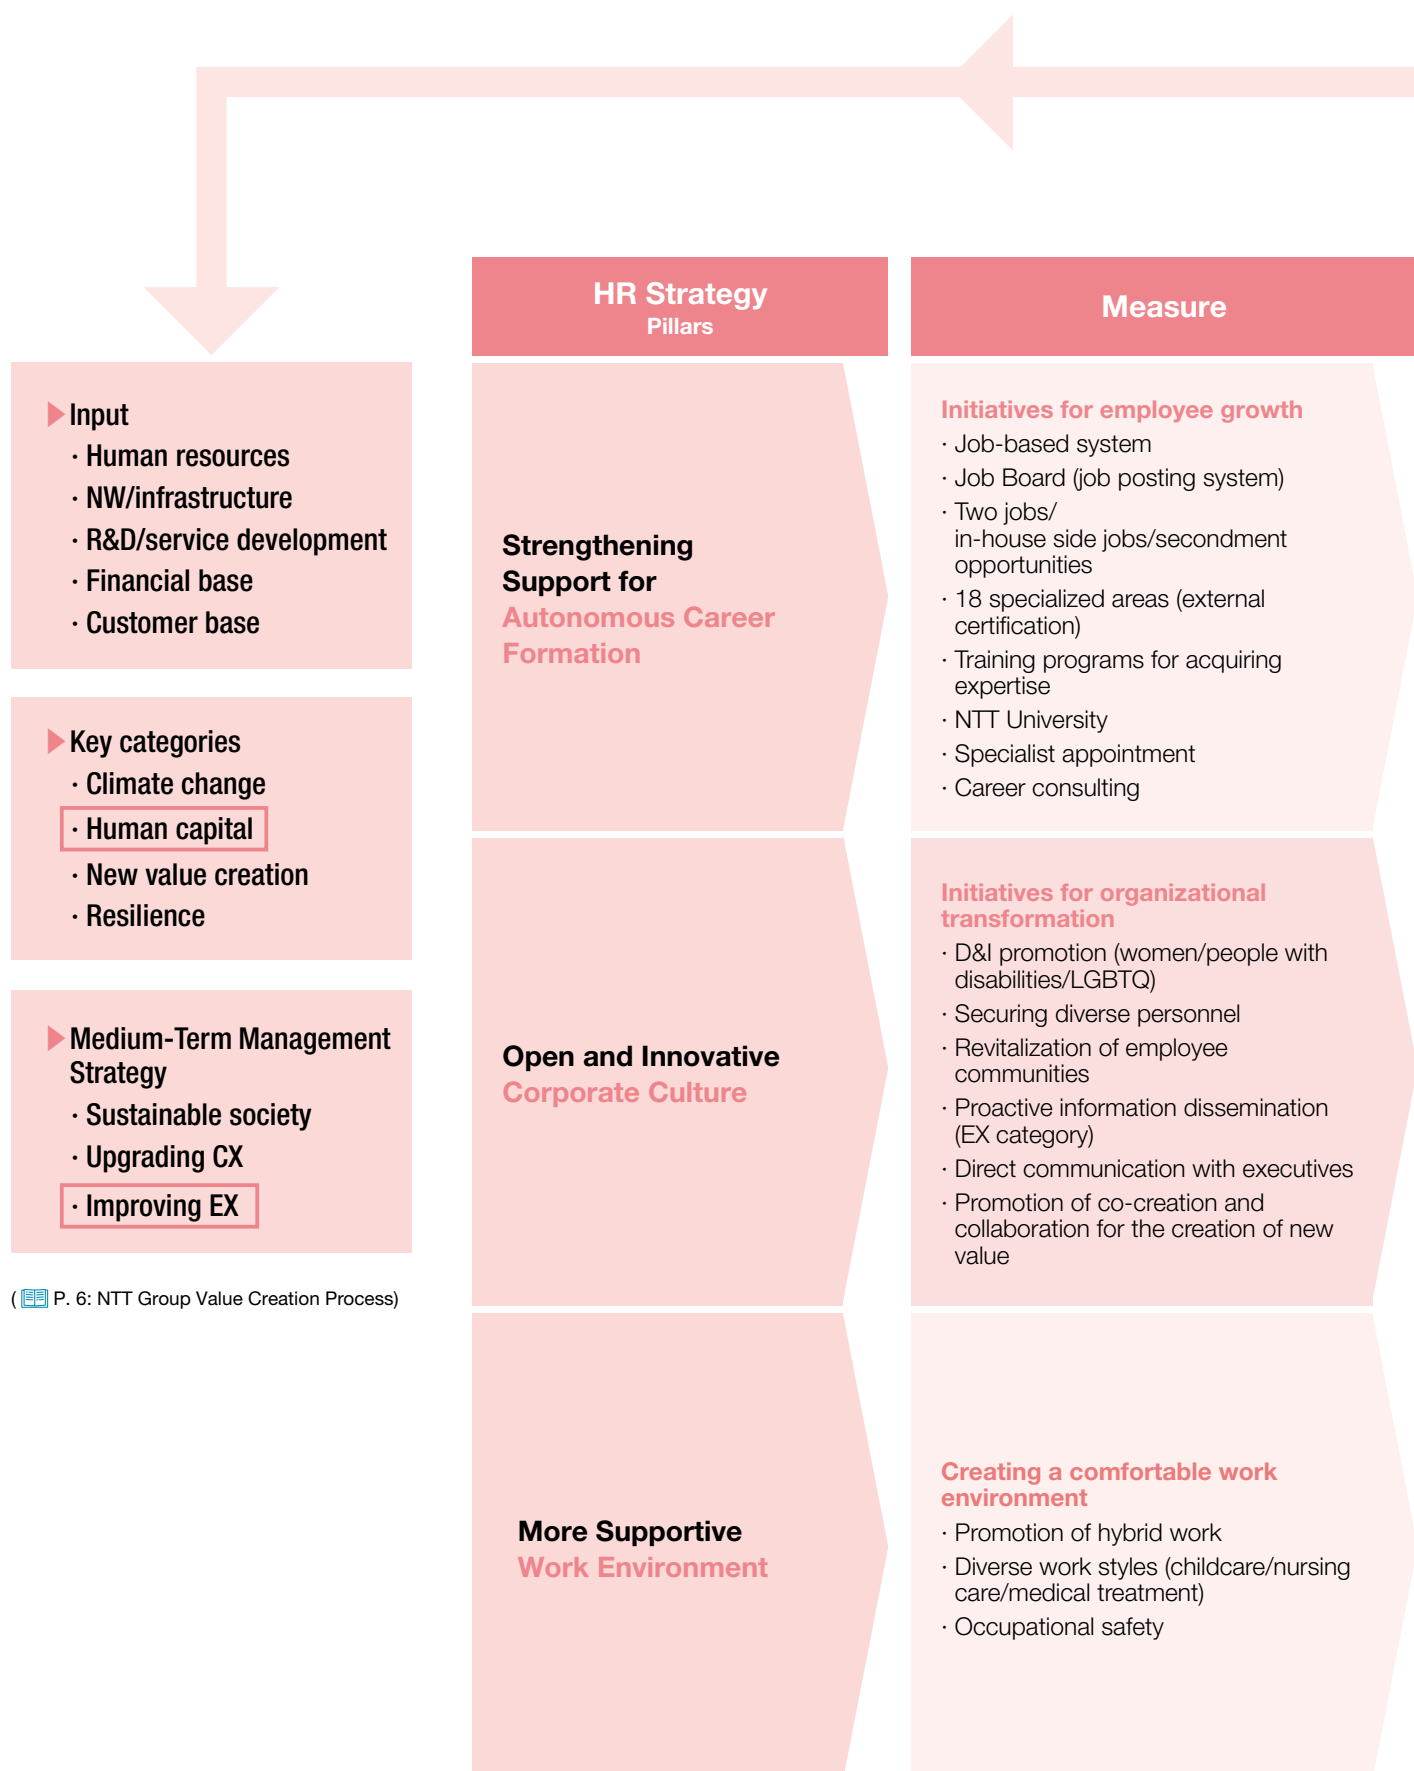 Input
· Human resources
· NW/infrastructure
· R&D/service development
· Financial base
· Customer base
Key categories
· Climate change
· Human capital
· New value creation
· Resilience
Medium-Term Management
Strategy
· Sustainable society
· Upgrading CX
· Improving EX
( P. 6: NTT Group Value Creation Process)
HR Strategy
Pillars
Strengthening
Support for
Autonomous Career
Formation
Open and Innovative
Corporate Culture
More Supportive
Work Environment
Measure
Initiatives for employee growth
· Job-based system
· Job Board (job posting system)
· Two jobs/
in-house side jobs/secondment
opportunities
· 18 specialized areas (external
certification)
· Training programs for acquiring
expertise
· NTT University
· Specialist appointment
· Career consulting
Initiatives for organizational
transformation
· D&I promotion (women/people with
disabilities/LGBTQ)
· Securing diverse personnel
· Revitalization of employee
communities
· Proactive information dissemination
(EX category)
· Direct communication with executives
· Promotion of co-creation and
collaboration for the creation of new
value
Creating a comfortable work
environment
· Promotion of hybrid work
· Diverse work styles (childcare/nursing
care/medical treatment)
· Occupational safety